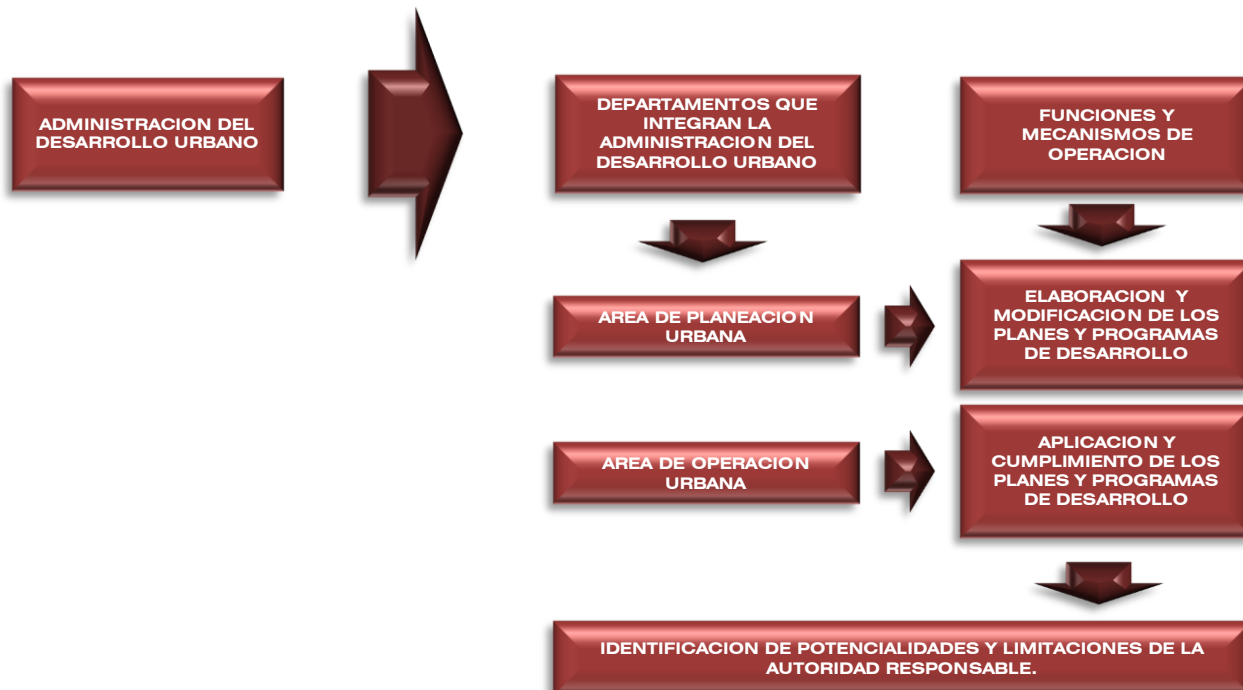 ADMINISTRACION DEL
DESARROLLO URBANO
DEPARTAMENTOS QUE
INTEGRAN LA
ADMINISTRACION DEL
DESARROLLO URBANO
FUNCIONES Y
MECANISMOS DE
OPERACION
AREA DE PLANEACION
URBANA
ELABORACION Y
MODIFICACION DE LOS
PLANES Y PROGRAMAS
DE DESARROLLO
AREA DE OPERACION
URBANA
APLICACION Y
CUMPLIMIENTO DE LOS
PLANES Y PROGRAMAS
DE DESARROLLO
IDENTIFICACION DE POTENCIALIDADES Y LIMITACIONES DE LA
AUTORIDAD RESPONSABLE.